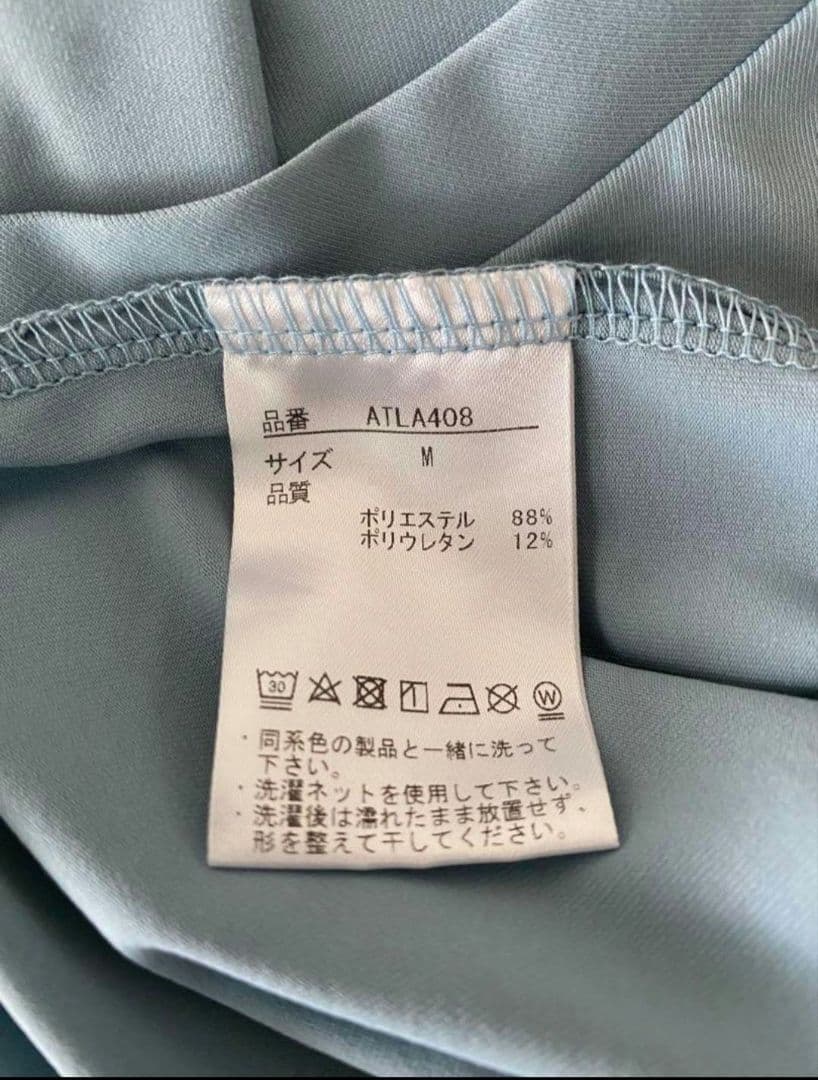 品番 ATLA408
サイズ M
品質
ポリエステル 88%
ポリウレタン 12%
30 W
・同系色の製品と一緒に洗って
下さい。
・洗濯ネットを使用して下さい。
・洗濯後は濡れたまま放置せず、
形を整えて干してください。